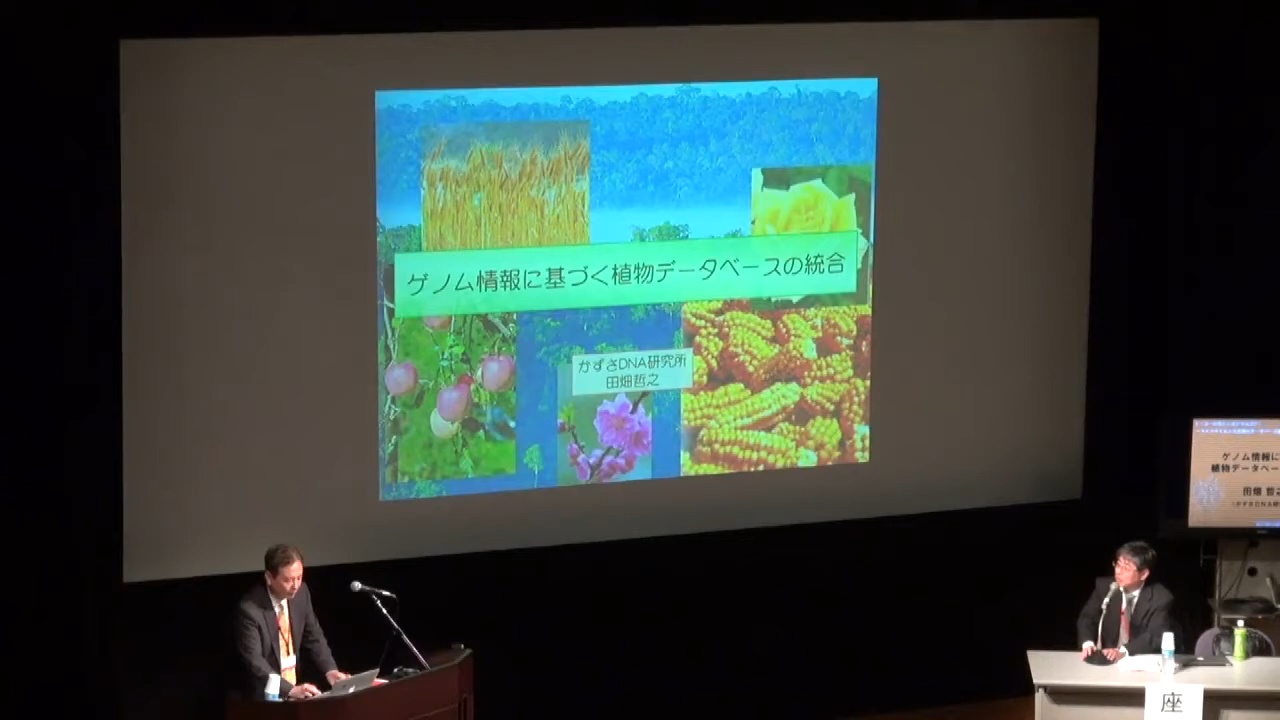 ゲノム情報に基づく植物データベースの統合
かずさDNA研究所
田畑哲之
ゲノム情報に
植物データベー
田畑 哲之
座